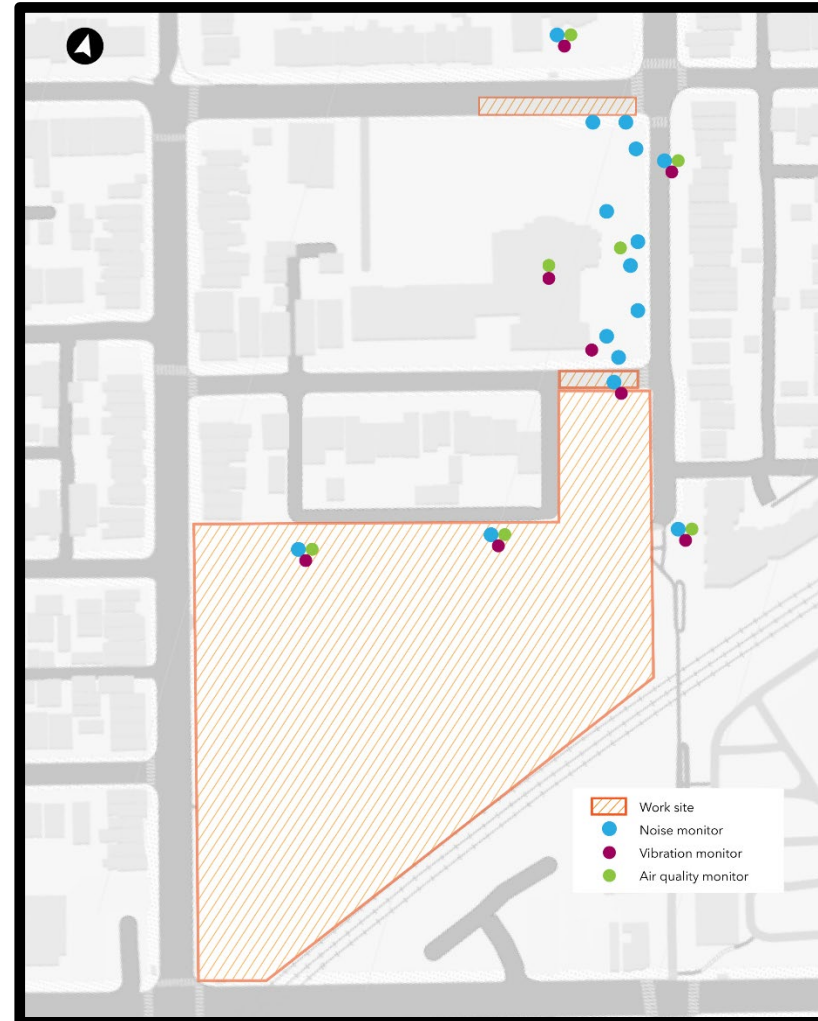 Work site
Noise monitor
Vibration monitor
Air quality monitor